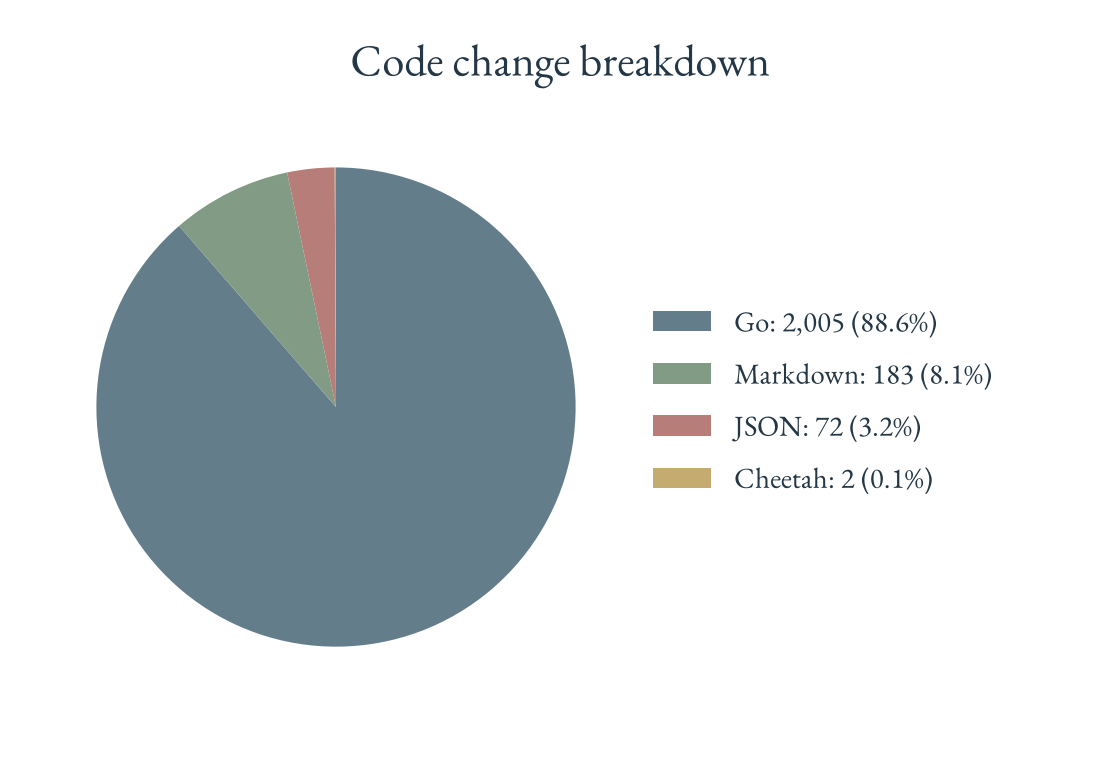 Code change breakdown
Go: 2,005 (88.6%)
Markdown: 183 (8.1%)
JSON: 72 (3.2%)
Cheetah: 2 (0.1%)